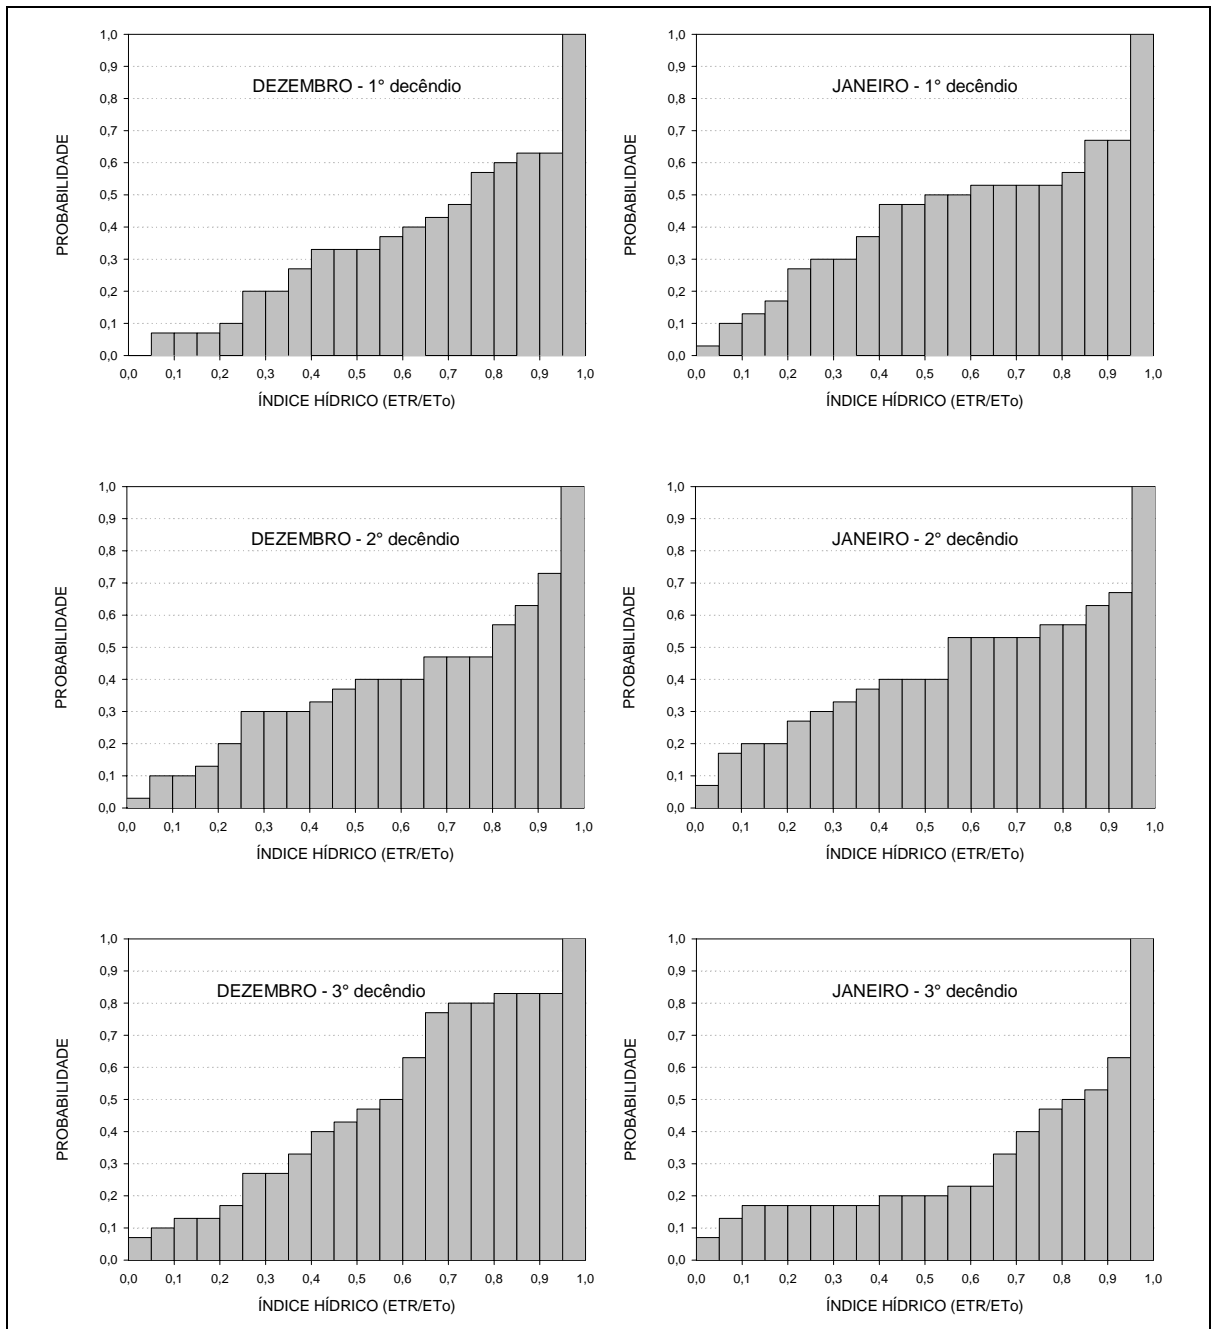 DEZEMBRO - 1° decêndio
PROBABILIDADE
1,0
0,9
0,8
0,7
0,6
0,5
0,4
0,3
0,2
0,1
0,0
0,0 0,1 0,2 0,3 0,4 0,5 0,6 0,7 0,8 0,9 1,0
ÍNDICE HÍDRICO (ETR/ETo)
JANEIRO - 1° decêndio
PROBABILIDADE
1,0
0,9
0,8
0,7
0,6
0,5
0,4
0,3
0,2
0,1
0,0
0,0 0,1 0,2 0,3 0,4 0,5 0,6 0,7 0,8 0,9 1,0
ÍNDICE HÍDRICO (ETR/ETo)
DEZEMBRO - 2° decêndio
PROBABILIDADE
1,0
0,9
0,8
0,7
0,6
0,5
0,4
0,3
0,2
0,1
0,0
0,0 0,1 0,2 0,3 0,4 0,5 0,6 0,7 0,8 0,9 1,0
ÍNDICE HÍDRICO (ETR/ETo)
JANEIRO - 2° decêndio
PROBABILIDADE
1,0
0,9
0,8
0,7
0,6
0,5
0,4
0,3
0,2
0,1
0,0
0,0 0,1 0,2 0,3 0,4 0,5 0,6 0,7 0,8 0,9 1,0
ÍNDICE HÍDRICO (ETR/ETo)
DEZEMBRO - 3° decêndio
PROBABILIDADE
1,0
0,9
0,8
0,7
0,6
0,5
0,4
0,3
0,2
0,1
0,0
0,0 0,1 0,2 0,3 0,4 0,5 0,6 0,7 0,8 0,9 1,0
ÍNDICE HÍDRICO (ETR/ETo)
JANEIRO - 3° decêndio
PROBABILIDADE
1,0
0,9
0,8
0,7
0,6
0,5
0,4
0,3
0,2
0,1
0,0
0,0 0,1 0,2 0,3 0,4 0,5 0,6 0,7 0,8 0,9 1,0
ÍNDICE HÍDRICO (ETR/ETo)